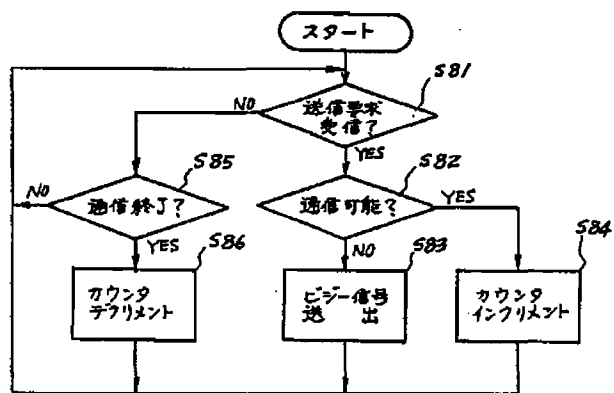 スタート
S81
送信要求
受信?
NO
YES
S85
S82
通信終了?
通信可能?
NO
YES
YES
NO
S86
S83
S84
カウンタ
デクリメント
ビジー信号
送出
カウンタ
インクリメント